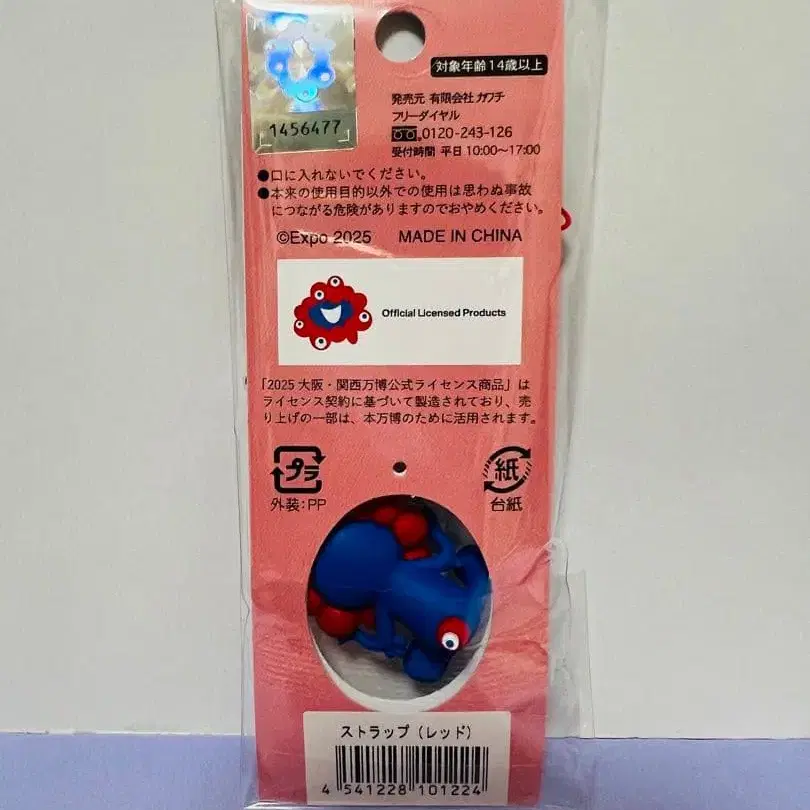 1456477
対象年齢14歳以上
発売元 有限会社 カワチ
フリーダイヤル
0120-243-126
受付時間 平日 10:00～17:00
●口に入れないでください。
●本来の使用目的以外での使用は思わぬ事故
につながる危険がありますのでおやめください。
©Expo 2025 MADE IN CHINA
Official Licensed Products
「2025 大阪・関西万博公式ライセンス商品」は
ライセンス契約に基づいて製造されており、売
り上げの一部は、本万博のために活用されます。
プラ 紙
外装:PP 台紙
ストラップ(レッド)
4 541228 101224